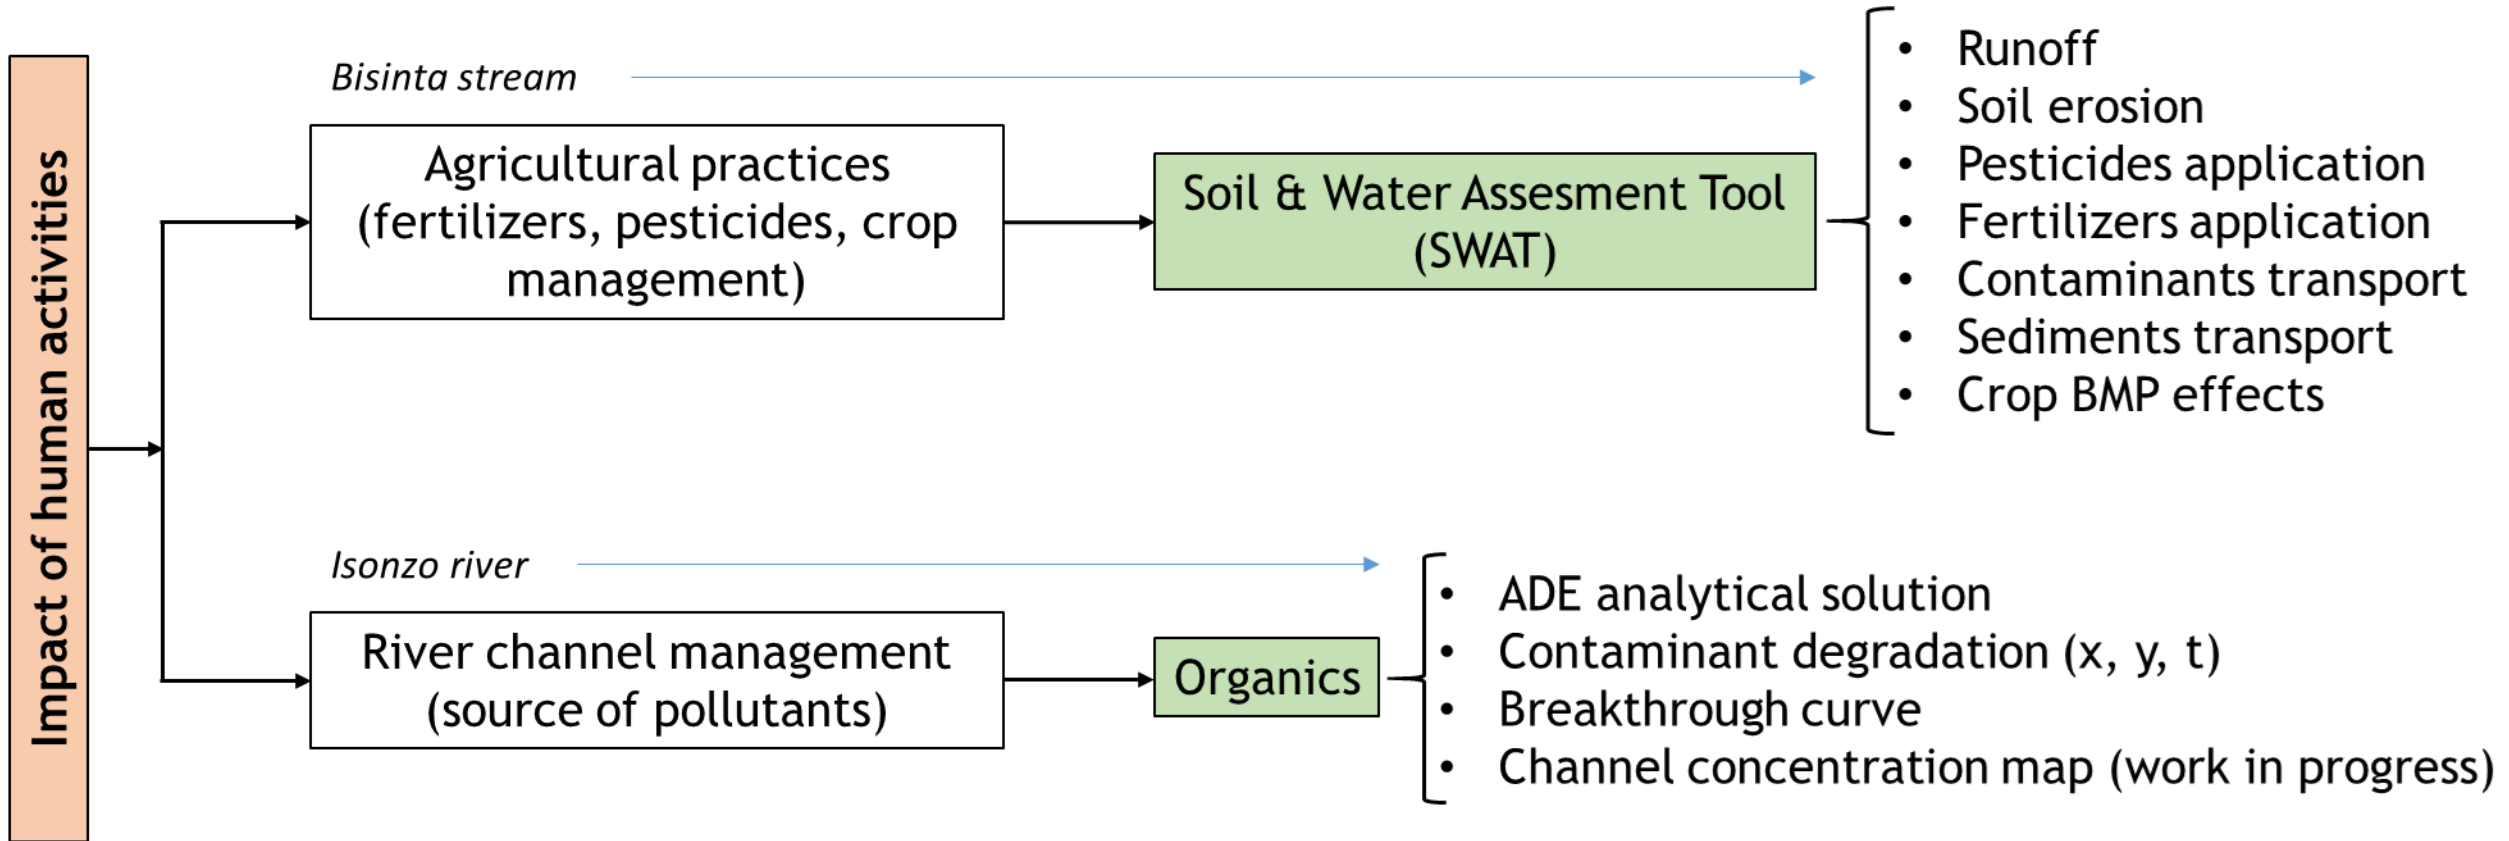 Impact of human activities
Bisinta stream
Agricultural practices
(fertilizers, pesticides, crop
management)
Soil & Water Assesment Tool
(SWAT)
• Runoff
• Soil erosion
• Pesticides application
• Fertilizers application
• Contaminants transport
• Sediments transport
• Crop BMP effects
Isonzo river
River channel management
(source of pollutants)
Organics
• ADE analytical solution
• Contaminant degradation (x, y, t)
• Breakthrough curve
• Channel concentration map (work in progress)